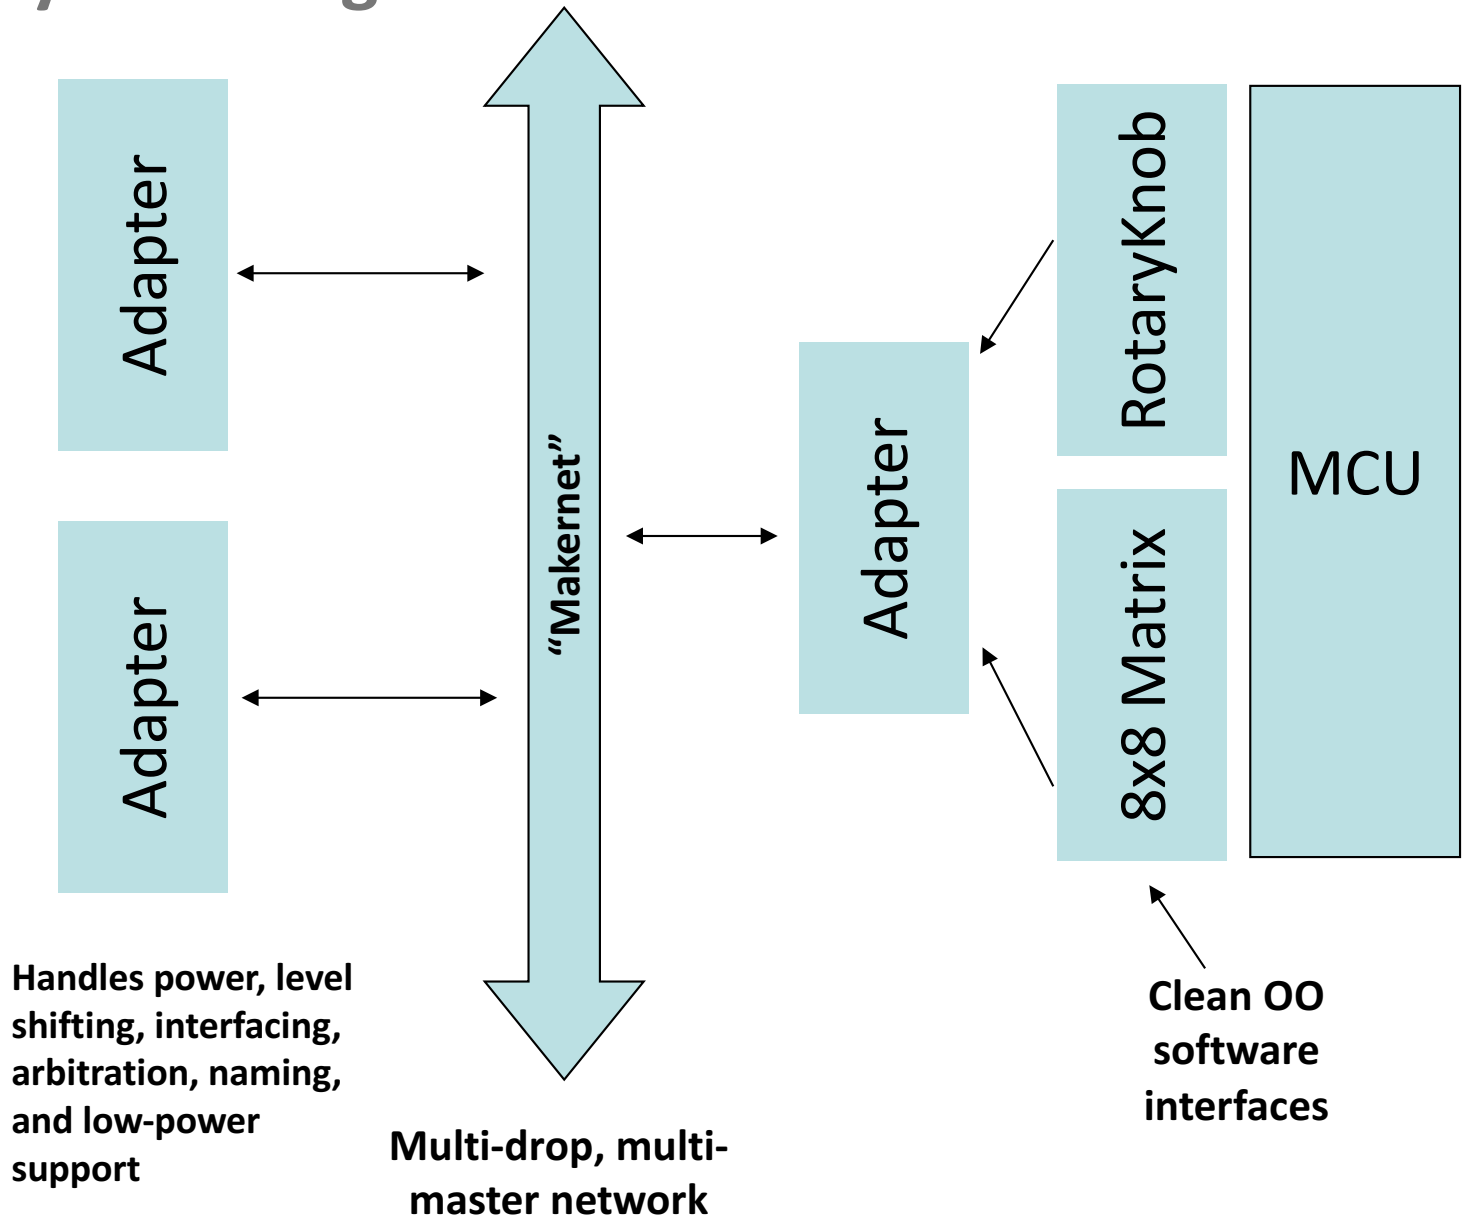 Adapter
Adapter
“Makernet”
Adapter
RotaryKnob
8x8 Matrix
MCU
Handles power, level
shifting, interfacing,
arbitration, naming,
and low-power
support
Multi-drop, multi-
master network
Clean OO
software
interfaces